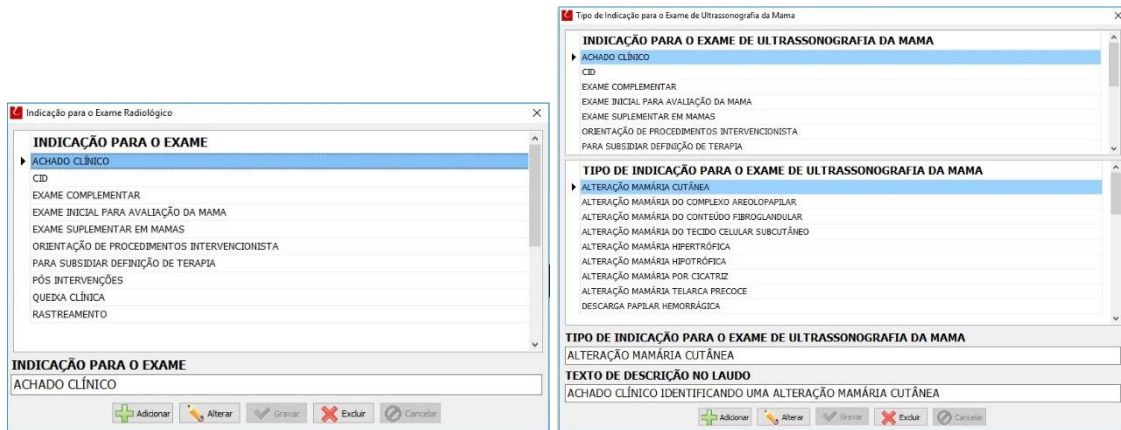 Indicação para o Exame Radiológico
INDICAÇÃO PARA O EXAME
ACHADO CLÍNICO
CID
EXAME COMPLEMENTAR
EXAME INICIAL PARA AVALIAÇÃO DA MAMA
EXAME SUPLEMENTAR EM MAMAS
ORIENTAÇÃO DE PROCEDIMENTOS INTERVENCIONISTA
PARA SUBSIDIAR DEFINIÇÃO DE TERAPIA
PÓS INTERVENÇÕES
QUEIXA CLÍNICA
RASTREAMENTO
INDICAÇÃO PARA O EXAME
ACHADO CLÍNICO
Adicionar Alterar Gravar Excluir Cancelar
Tipo de Indicação para o Exame de Ultrassonografia da Mama
INDICAÇÃO PARA O EXAME DE ULTRASSONOGRAFIA DA MAMA
ACHADO CLÍNICO
CID
EXAME COMPLEMENTAR
EXAME INICIAL PARA AVALIAÇÃO DA MAMA
EXAME SUPLEMENTAR EM MAMAS
ORIENTAÇÃO DE PROCEDIMENTOS INTERVENCIONISTA
PARA SUBSIDIAR DEFINIÇÃO DE TERAPIA
TIPO DE INDICAÇÃO PARA O EXAME DE ULTRASSONOGRAFIA DA MAMA
ALTERAÇÃO MAMÁRIA CUTÂNEA
ALTERAÇÃO MAMÁRIA DO COMPLEXO AREOLOPAPILAR
ALTERAÇÃO MAMÁRIA DO CONTEÚDO FIBROGLANDULAR
ALTERAÇÃO MAMÁRIA DO TECIDO CELULAR SUBCUTÂNEO
ALTERAÇÃO MAMÁRIA HIPERTRÓFICA
ALTERAÇÃO MAMÁRIA HIPOTRÓFICA
ALTERAÇÃO MAMÁRIA POR CICATRIZ
ALTERAÇÃO MAMÁRIA TELARCA PRECOCE
DESCARGA PAPILAR HEMORRÁGICA
TIPO DE INDICAÇÃO PARA O EXAME DE ULTRASSONOGRAFIA DA MAMA
ALTERAÇÃO MAMÁRIA CUTÂNEA
TEXTO DE DESCRIÇÃO NO LAUDO
ACHADO CLÍNICO IDENTIFICANDO UMA ALTERAÇÃO MAMÁRIA CUTÂNEA
Adicionar Alterar Gravar Excluir Cancelar